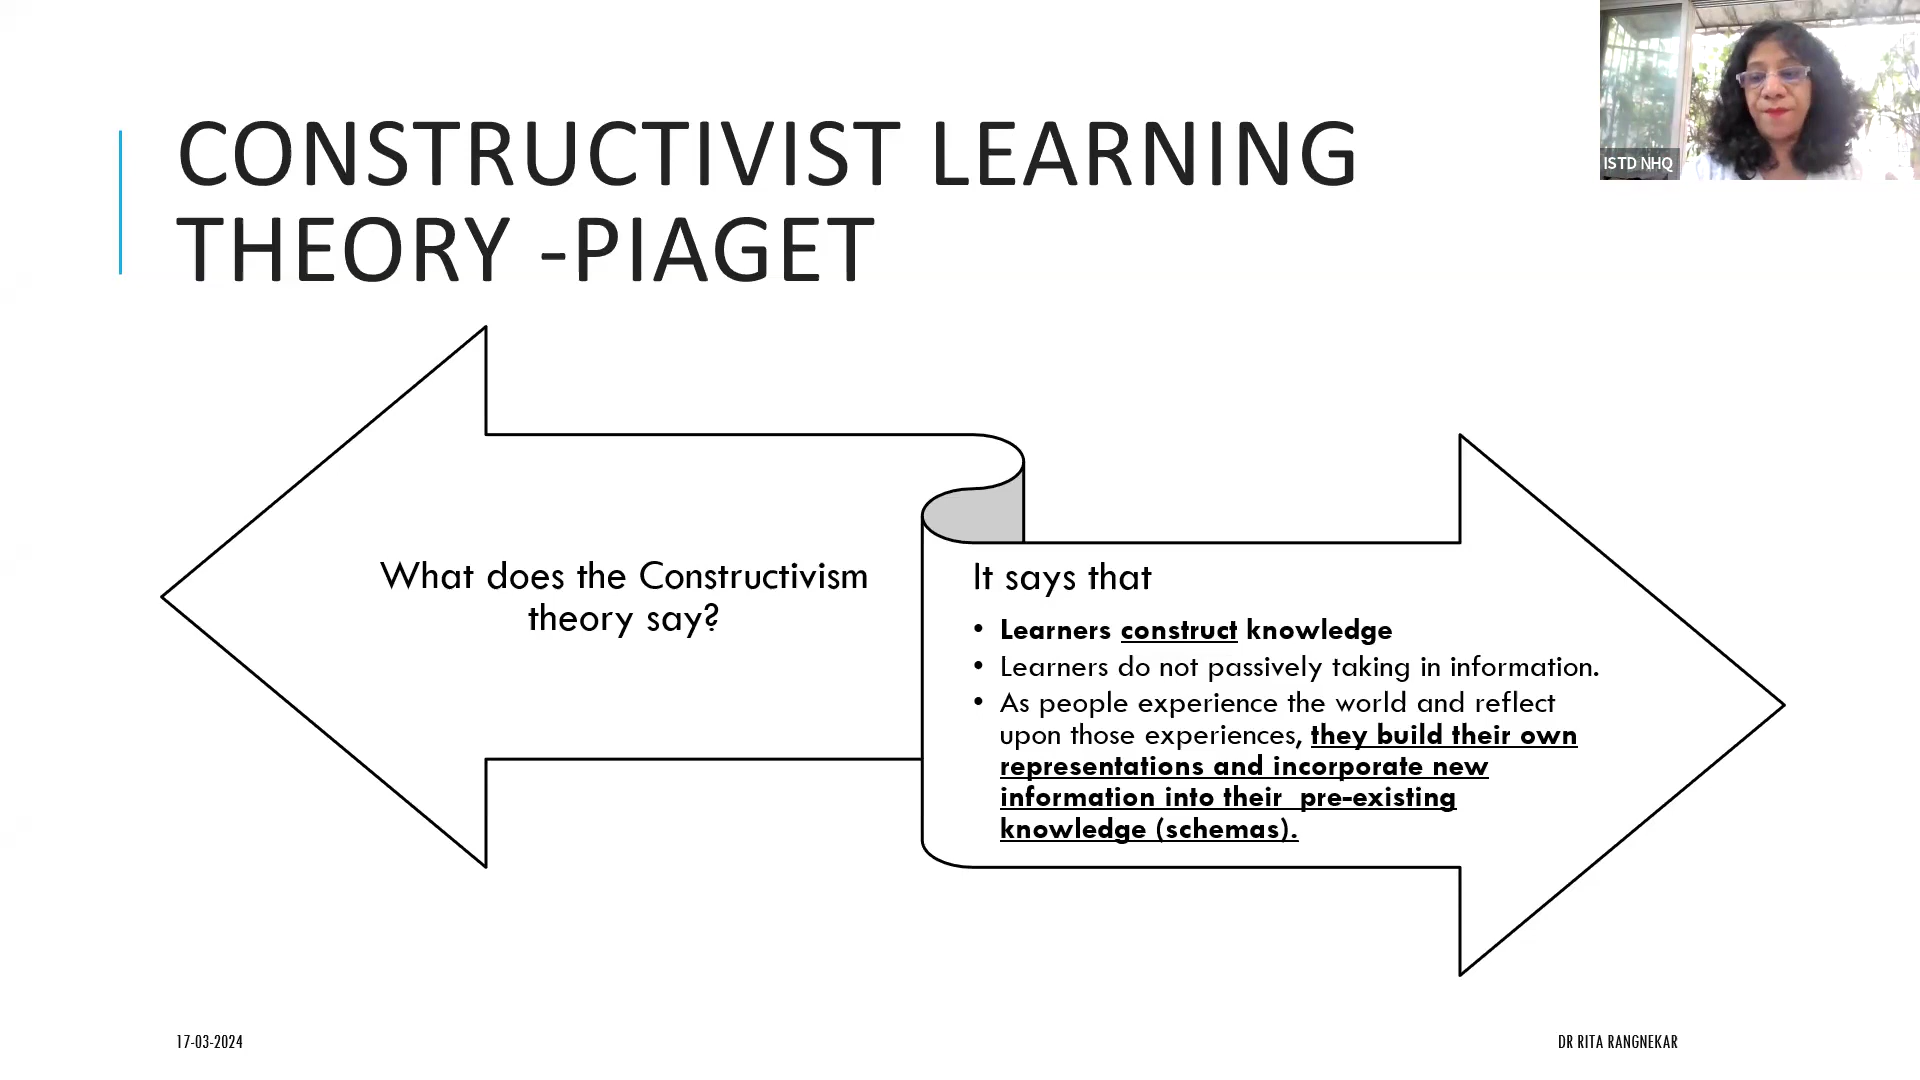 CONSTRUCTIVIST LEARNING
THEORY -PIAGET
ISTD NHQ
What does the Constructivism
theory say?
It says that
• Learners construct knowledge
• Learners do not passively taking in information.
• As people experience the world and reflect
upon those experiences, they build their own
representations and incorporate new
information into their pre-existing
knowledge (schemas).
17-03-2024
DR RITA RANGNEKAR